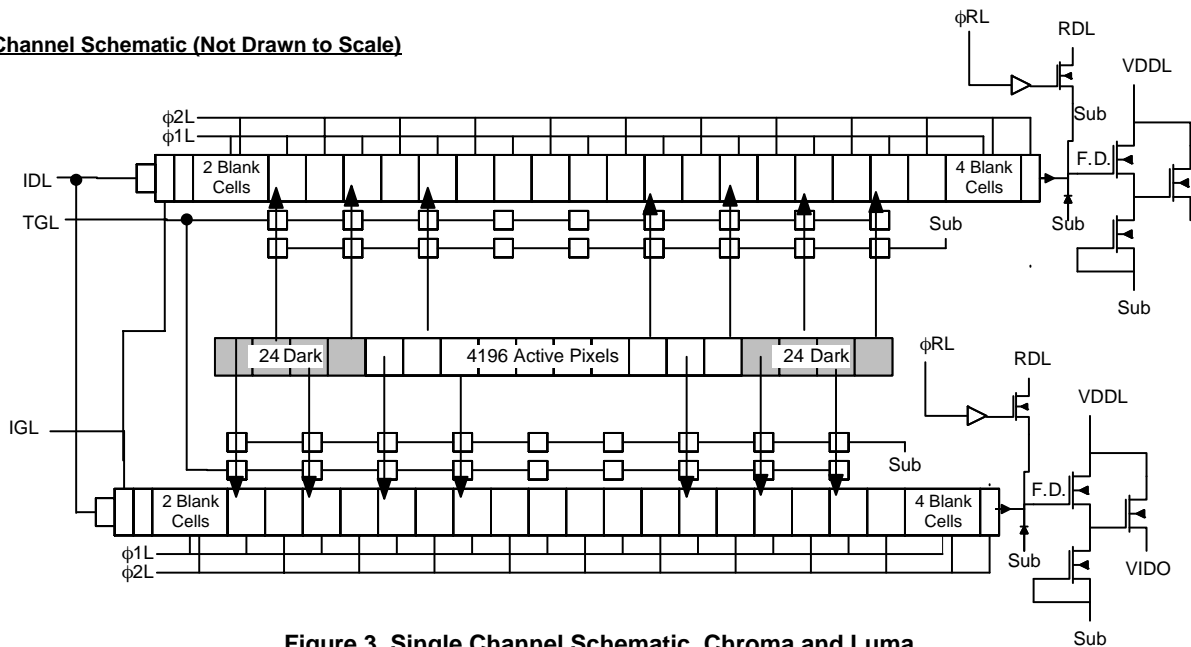 Channel Schematic (Not Drawn to Scale)
ϕRL
RDL
VDDL
ϕ2L
ϕ1L
Sub
IDL
2 Blank
Cells
4 Blank
Cells
F.D.
TGL
Sub
Sub
Sub
24 Dark
4196 Active Pixels
24 Dark
ϕRL
RDL
VDDL
IGL
Sub
2 Blank
Cells
4 Blank
Cells
F.D.
ϕ1L
ϕ2L
Sub
VIDO
Sub
Figure 3. Single Channel Schematic, Chroma and Luma